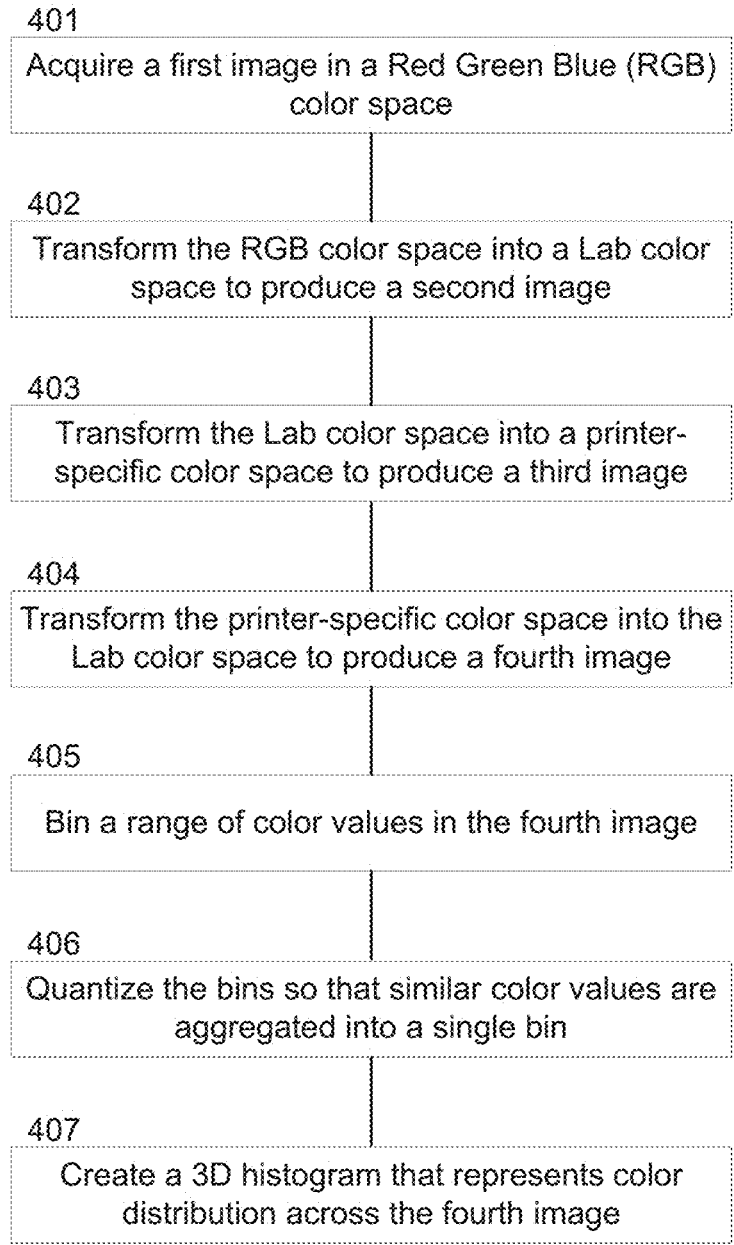 401
Acquire a first image in a Red Green Blue (RGB)
color space
402
Transform the RGB color space into a Lab color
space to produce a second image
403
Transform the Lab color space into a printer-
specific color space to produce a third image
404
Transform the printer-specific color space into the
Lab color space to produce a fourth image
405
Bin a range of color values in the fourth image
406
Quantize the bins so that similar color values are
aggregated into a single bin
407
Create a 3D histogram that represents color
distribution across the fourth image